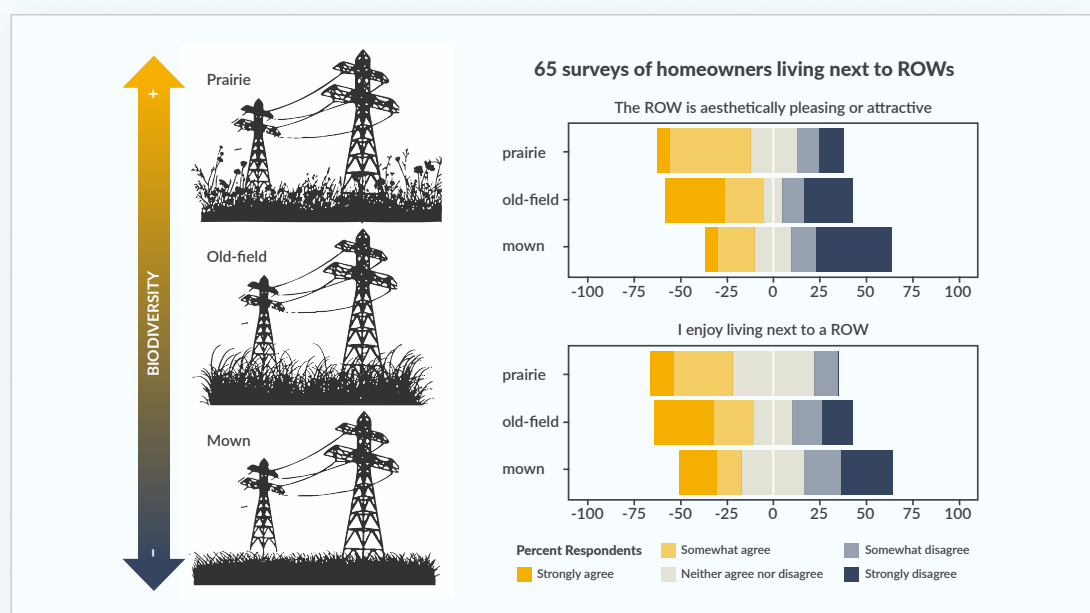 +
BIODIVERSITY
-
Prairie
Old-field
Mown
65 surveys of homeowners living next to ROWs
The ROW is aesthetically pleasing or attractive
prairie
old-field
mown
-100 -75 -50 -25 0 25 50 75 100
I enjoy living next to a ROW
prairie
old-field
mown
-100 -75 -50 -25 0 25 50 75 100
Percent Respondents
Strongly agree
Somewhat agree
Neither agree nor disagree
Somewhat disagree
Strongly disagree